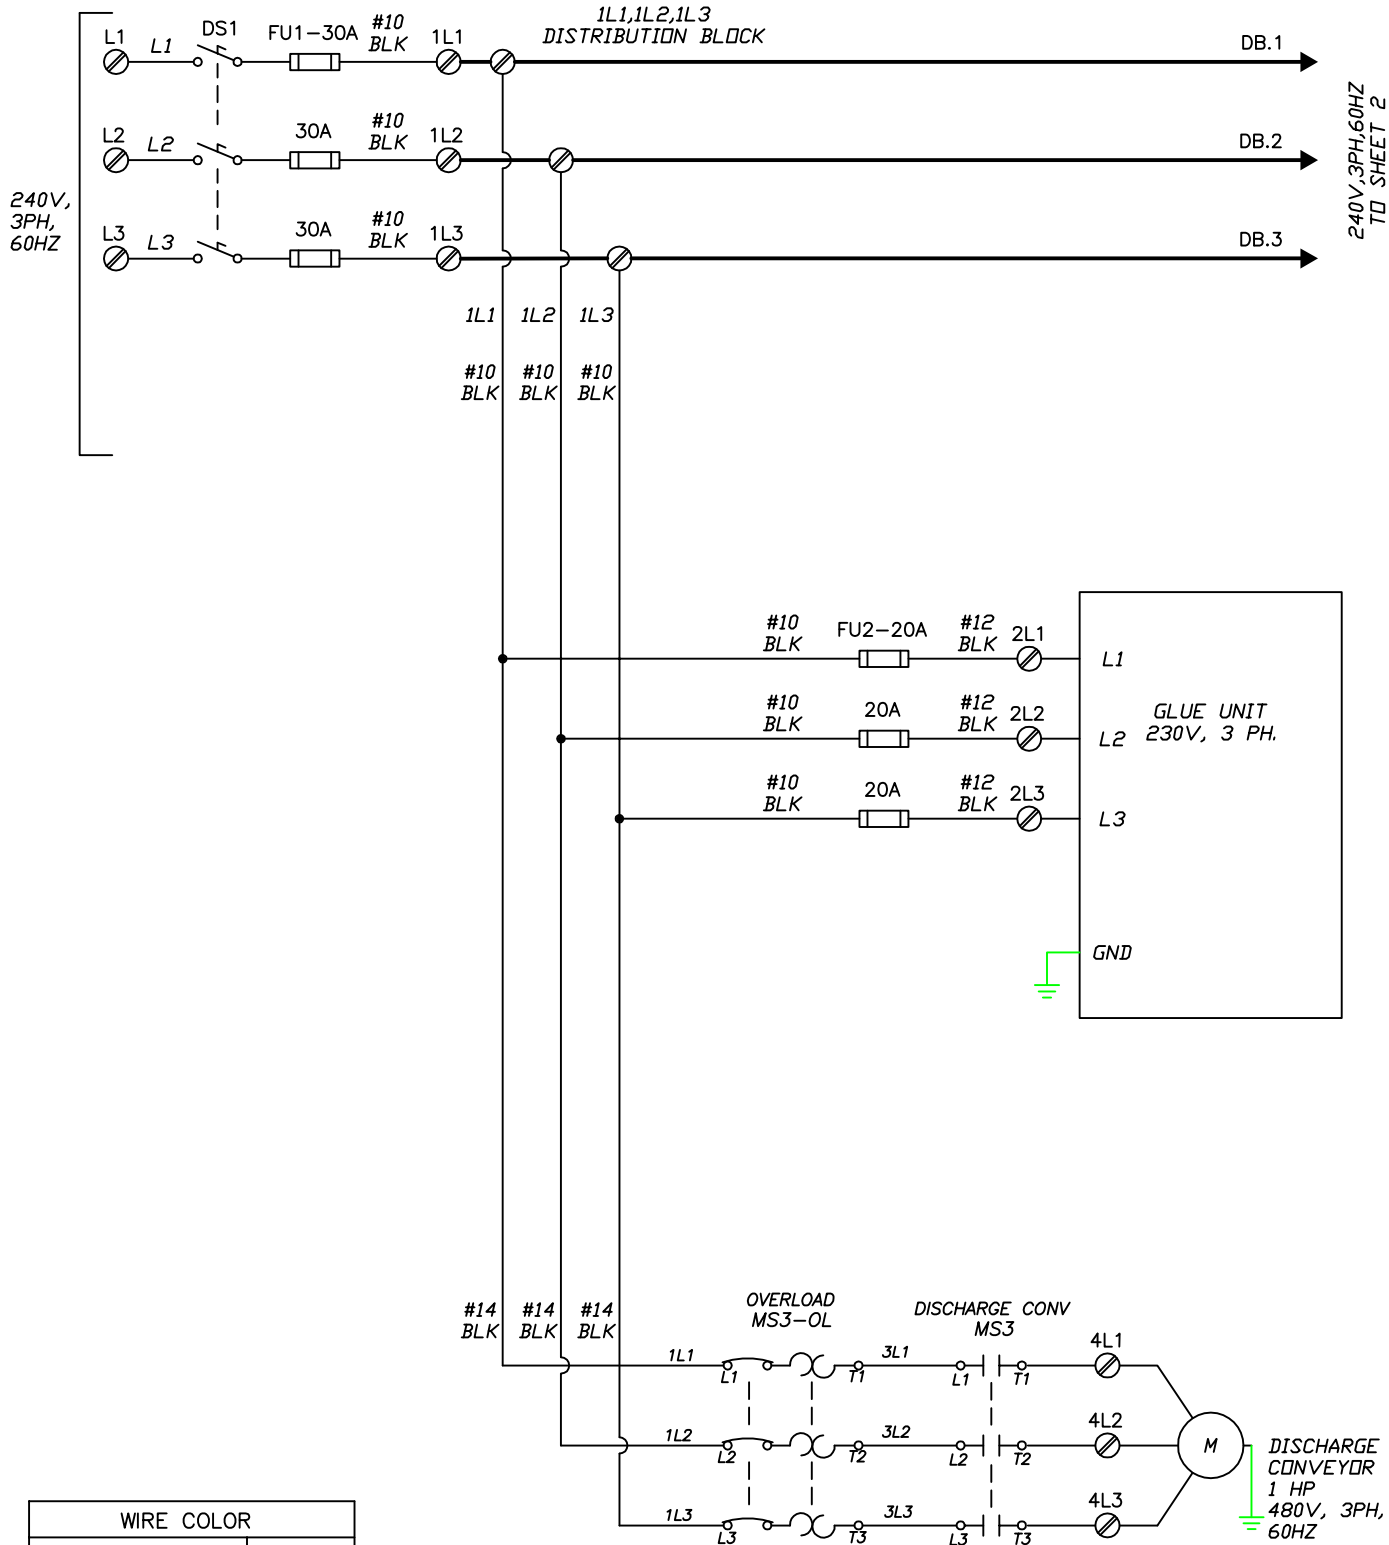 1L1,1L2,1L3
DISTRIBUTION BLOCK
L1
L1
DS1
FU1-30A
#10
BLK
1L1
DB.1
L2
L2
30A
#10
BLK
1L2
DB.2
L3
L3
30A
#10
BLK
1L3
DB.3
240V,
3PH,
60HZ
240V,3PH,60HZ
TO SHEET 2
1L1
1L2
1L3
#10
BLK
#10
BLK
#10
BLK
#10
BLK
FU2-20A
#12
BLK
2L1
L1
#10
BLK
20A
#12
BLK
2L2
L2
GLUE UNIT
230V, 3 PH.
#10
BLK
20A
#12
BLK
2L3
L3
GND
#14
BLK
#14
BLK
#14
BLK
OVERLOAD
MS3-OL
DISCHARGE CONV
MS3
1L1
L1
T1
3L1
L1
T1
4L1
1L2
L2
T2
3L2
L2
T2
4L2
M
1L3
L3
T3
3L3
L3
T3
4L3
DISCHARGE
CONVEYOR
1 HP
480V, 3PH,
60HZ
WIRE COLOR